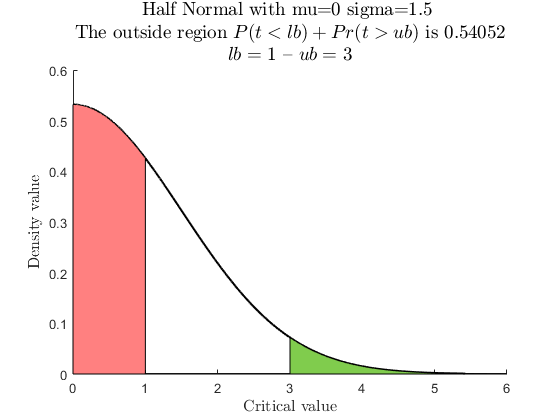 Half Normal with mu=0 sigma=1.5
The outside region P(t < lb) + Pr(t > ub) is 0.54052
lb = 1 – ub = 3
0.6
0.5
0.4
0.3
0.2
0.1
0
Density value
0 1 2 3 4 5 6
Critical value